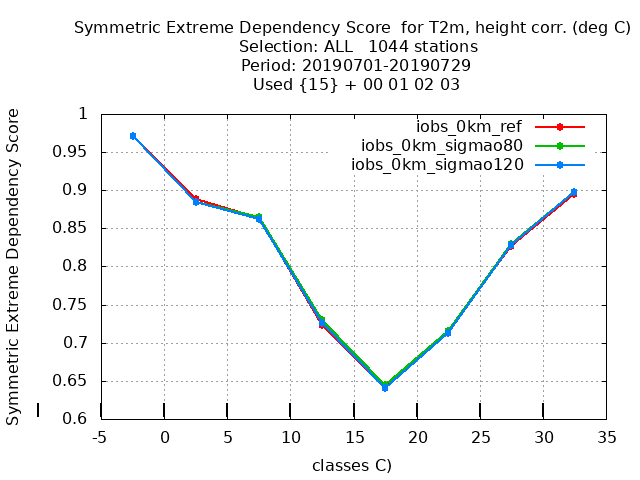 Symmetric Extreme Dependency Score for T2m, height corr. (deg C)
Selection: ALL 1044 stations
Period: 20190701-20190729
Used {15} + 00 01 02 03
Symmetric Extreme Dependency Score
iobs_0km_ref
iobs_0km_sigmao80
iobs_0km_sigmao120
1
0.95
0.9
0.85
0.8
0.75
0.7
0.65
0.6
-5 0 5 10 15 20 25 30 35
classes C)